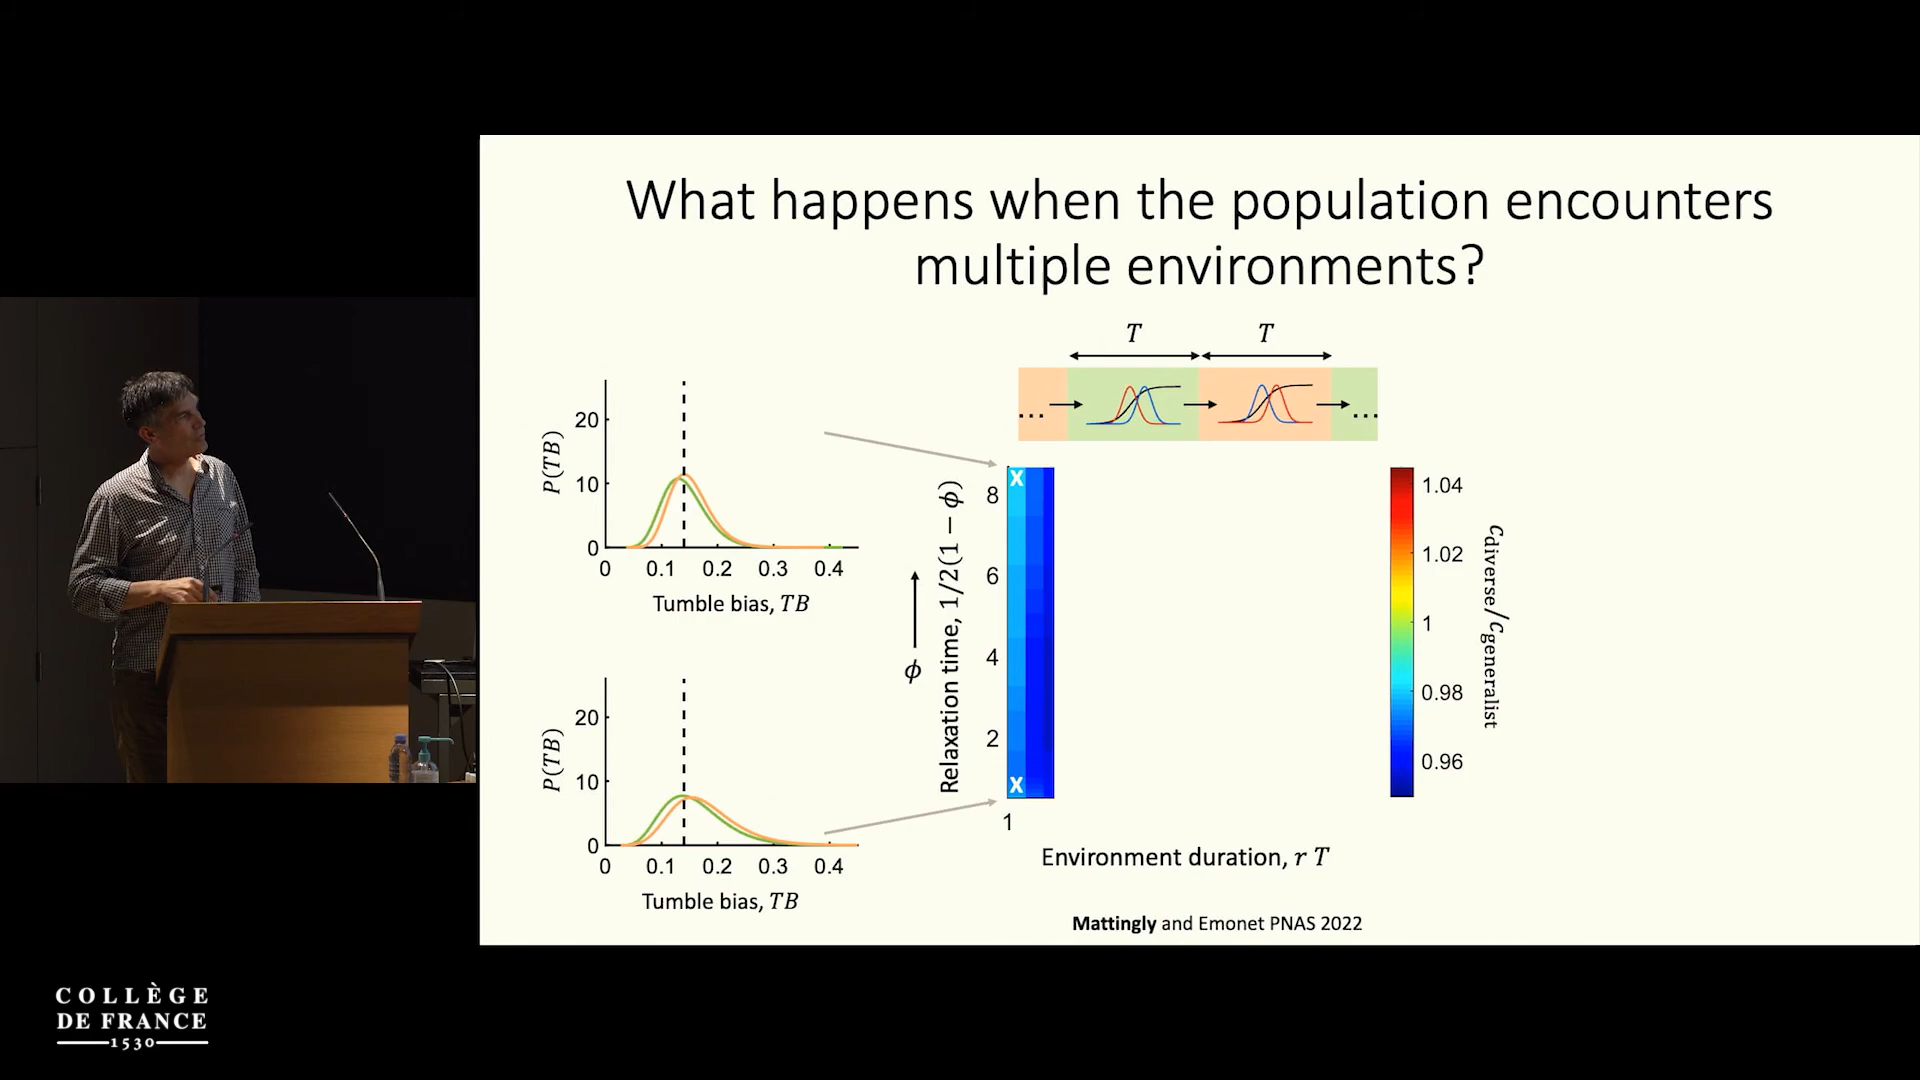 What happens when the population encounters
multiple environments?
T
T
...
...
P(TB)
20
10
0
0
0.1
0.2
0.3
0.4
Tumble bias, TB
P(TB)
20
10
0
0
0.1
0.2
0.3
0.4
Tumble bias, TB
ϕ
Relaxation time, 1/2(1 − ϕ)
8
6
4
2
X
X
1
Environment duration, r T
1.04
1.02
1
0.98
0.96
c_diverse/c_generalist
Mattingly and Emonet PNAS 2022
COLLÈGE
DE FRANCE
1530